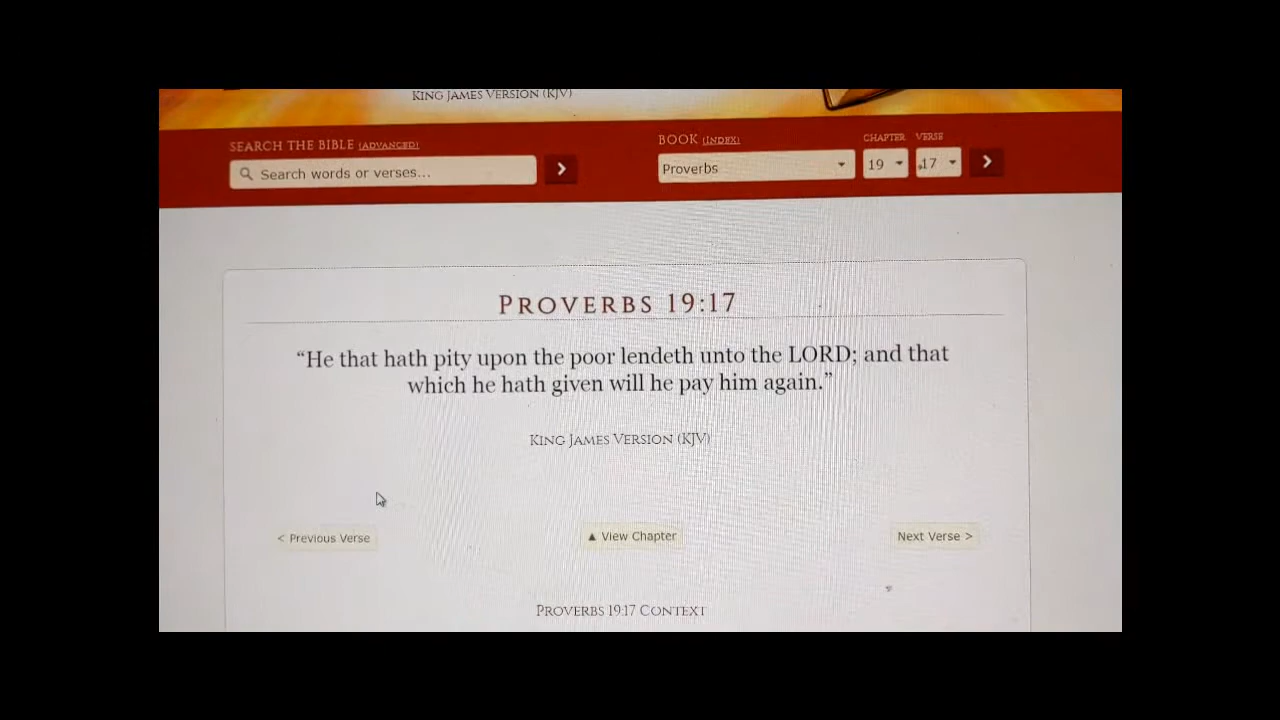 KING JAMES VERSION (KJV)
SEARCH THE BIBLE (ADVANCED)
BOOK (INDEX)
CHAPTER VERSE
Search words or verses...
Proverbs
19
17
PROVERBS 19:17
“He that hath pity upon the poor lendeth unto the LORD; and that
which he hath given will he pay him again.”
KING JAMES VERSION (KJV)
< Previous Verse
▲ View Chapter
Next Verse >
PROVERBS 19:17 CONTEXT